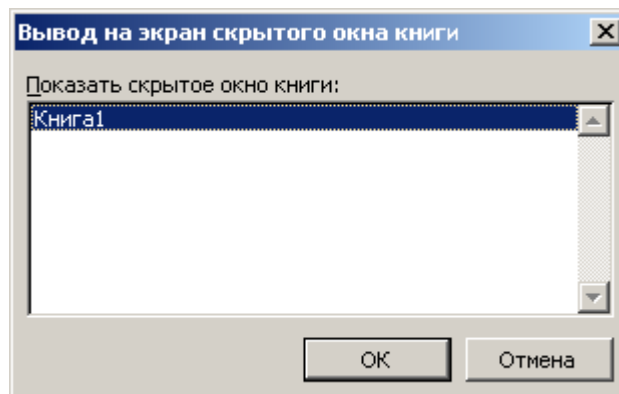 Вывод на экран скрытого окна книги
Показать скрытое окно книги:
Книга1
ОК
Отмена